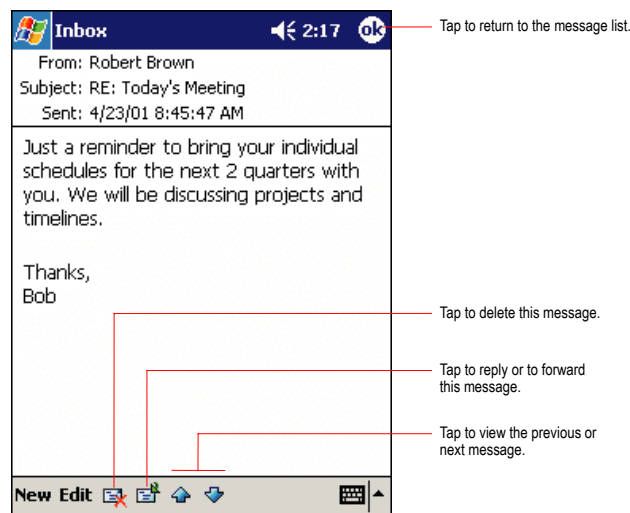 Inbox 2:17 ok
Tap to return to the message list.
From: Robert Brown
Subject: RE: Today's Meeting
Sent: 4/23/01 8:45:47 AM
Just a reminder to bring your individual
schedules for the next 2 quarters with
you. We will be discussing projects and
timelines.
Thanks,
Bob
Tap to delete this message.
Tap to reply or to forward
this message.
Tap to view the previous or
next message.
New Edit